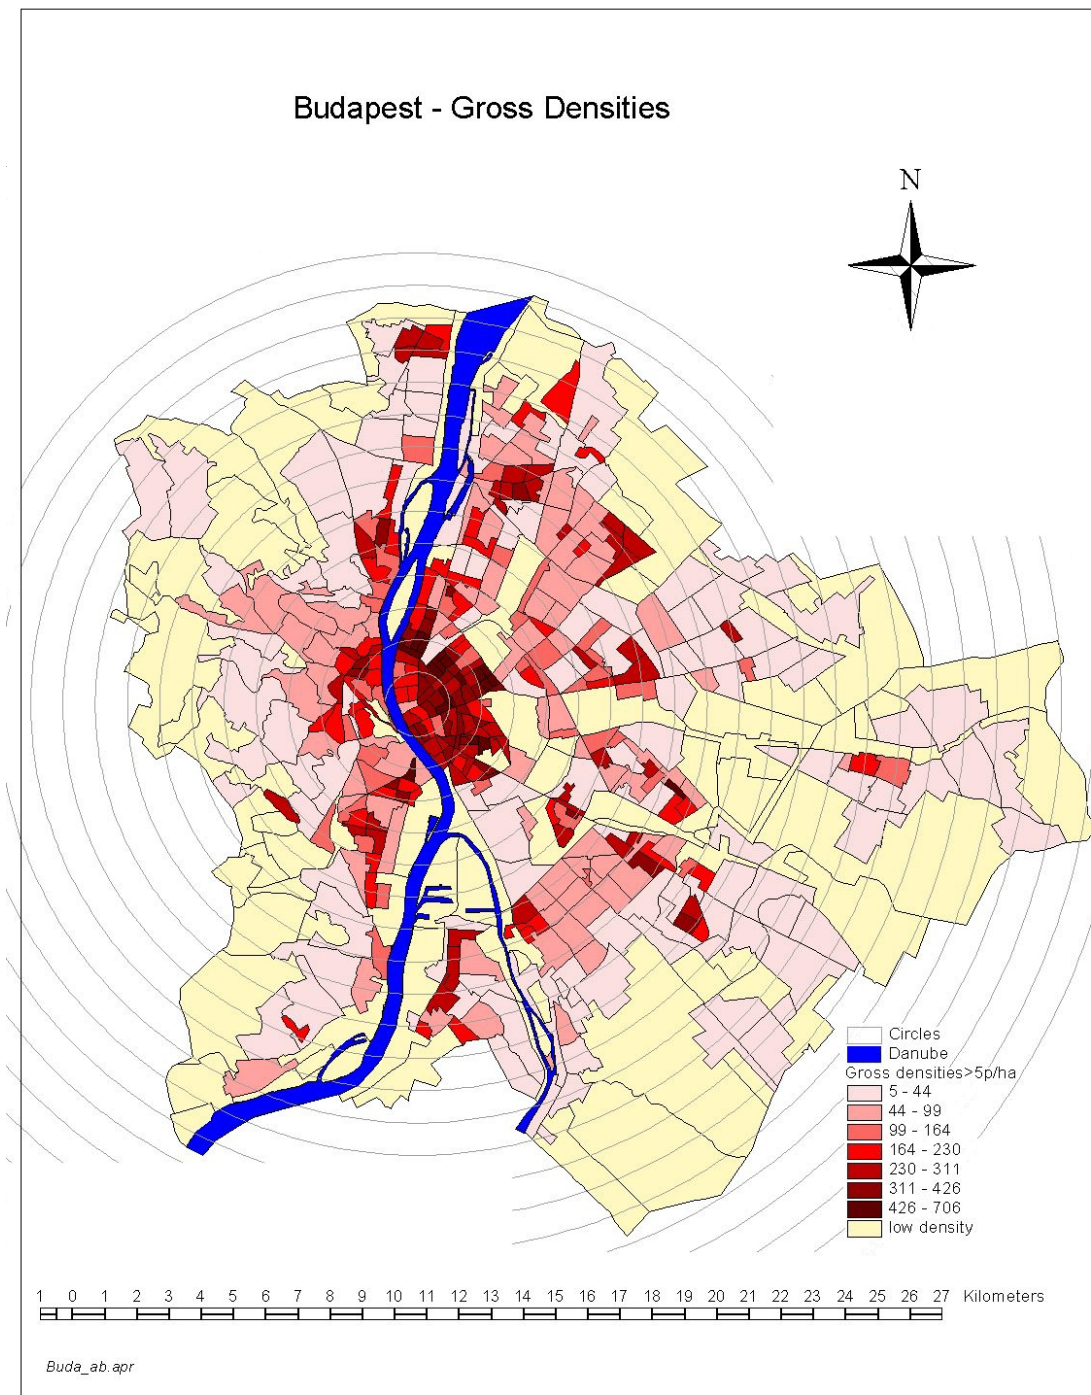 Budapest - Gross Densities
N
Circles
Danube
Gross densities>5p/ha
5 - 44
44 - 99
99 - 164
164 - 230
230 - 311
311 - 426
426 - 706
low density
1 0 1 2 3 4 5 6 7 8 9 10 11 12 13 14 15 16 17 18 19 20 21 22 23 24 25 26 27 Kilometers
Buda_ab.apr